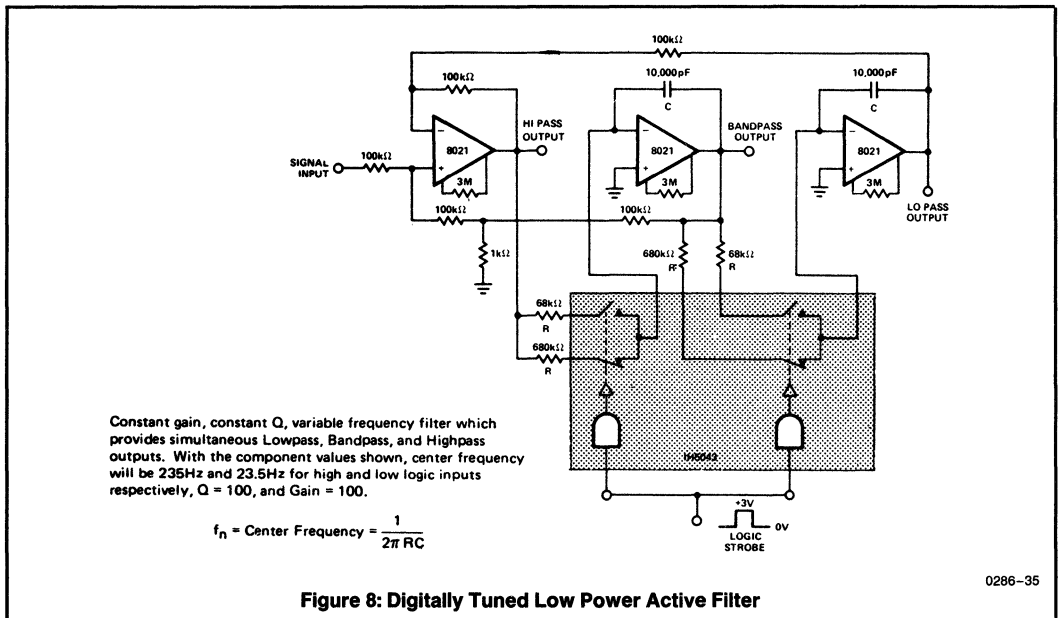 100kΩ
100kΩ
10,000pF
C
10,000pF
C
HI PASS
OUTPUT
BANDPASS
OUTPUT
8021
8021
8021
−
+
−
+
−
+
SIGNAL
INPUT
100kΩ
3M
3M
3M
LO PASS
OUTPUT
100kΩ
100kΩ
1kΩ
680kΩ
R
68kΩ
R
68kΩ
R
680kΩ
R
IH5043
+3V
0V
LOGIC
STROBE
Constant gain, constant Q, variable frequency filter which
provides simultaneous Lowpass, Bandpass, and Highpass
outputs. With the component values shown, center frequency
will be 235Hz and 23.5Hz for high and low logic inputs
respectively, Q = 100, and Gain = 100.
fn = Center Frequency = 1 / 2π RC
0286–35
Figure 8: Digitally Tuned Low Power Active Filter